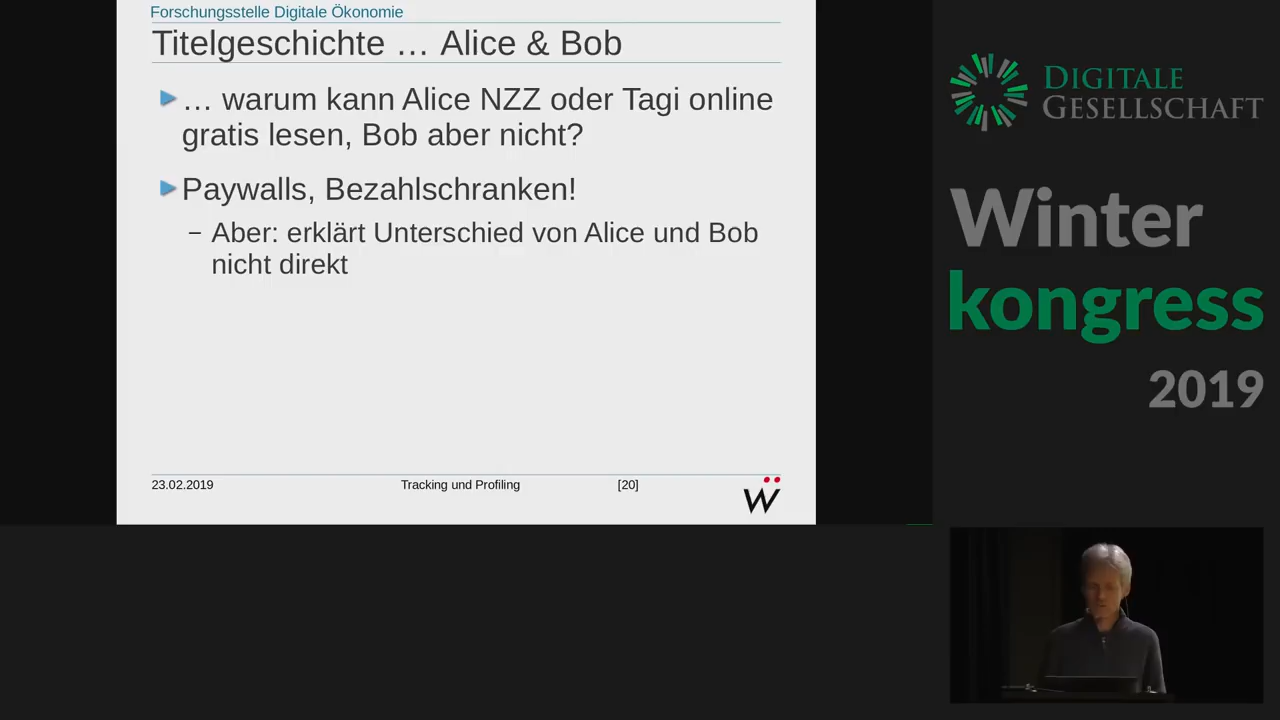 Forschungsstelle Digitale Ökonomie
Titelgeschichte … Alice & Bob
… warum kann Alice NZZ oder Tagi online
gratis lesen, Bob aber nicht?
Paywalls, Bezahlschranken!
– Aber: erklärt Unterschied von Alice und Bob
nicht direkt
23.02.2019
Tracking und Profiling
[20]
Ẅ
DIGITALE
GESELLSCHAFT
Winter
kongress
2019